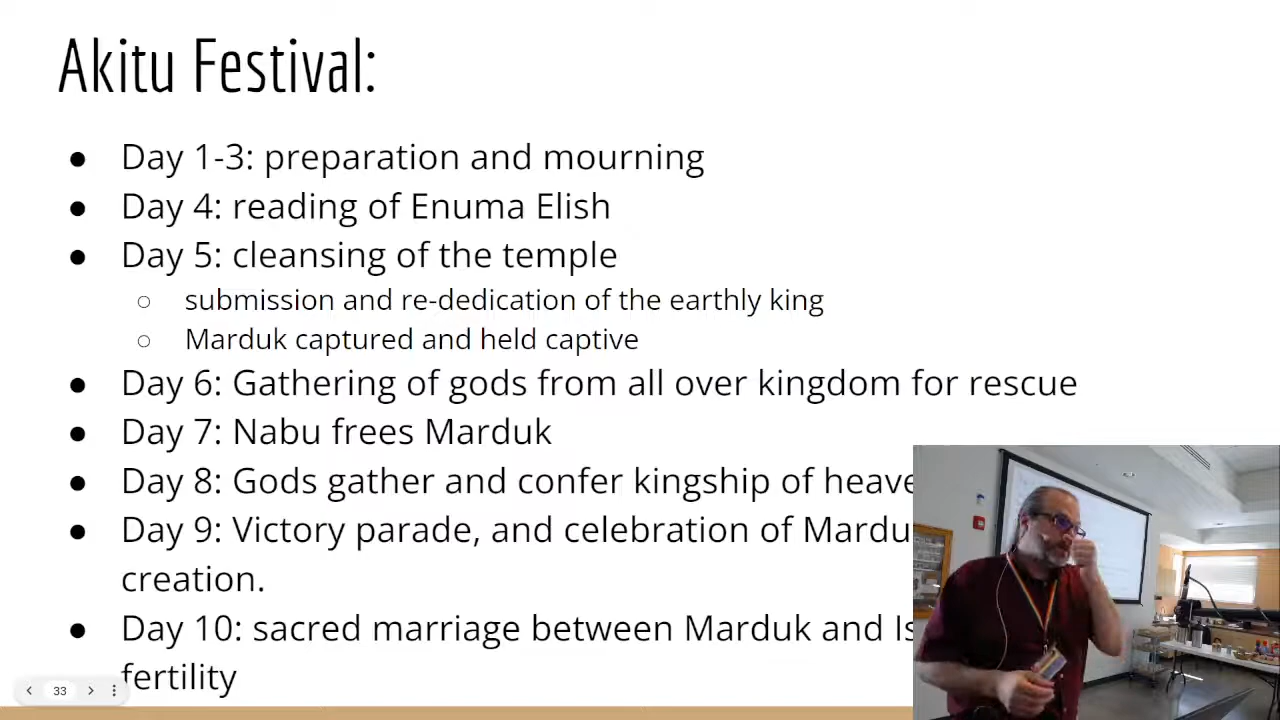 Akitu Festival:
● Day 1-3: preparation and mourning
● Day 4: reading of Enuma Elish
● Day 5: cleansing of the temple
○ submission and re-dedication of the earthly king
○ Marduk captured and held captive
● Day 6: Gathering of gods from all over kingdom for rescue
● Day 7: Nabu frees Marduk
● Day 8: Gods gather and confer kingship of heave
● Day 9: Victory parade, and celebration of Mardu
creation.
● Day 10: sacred marriage between Marduk and Is
fertility
33